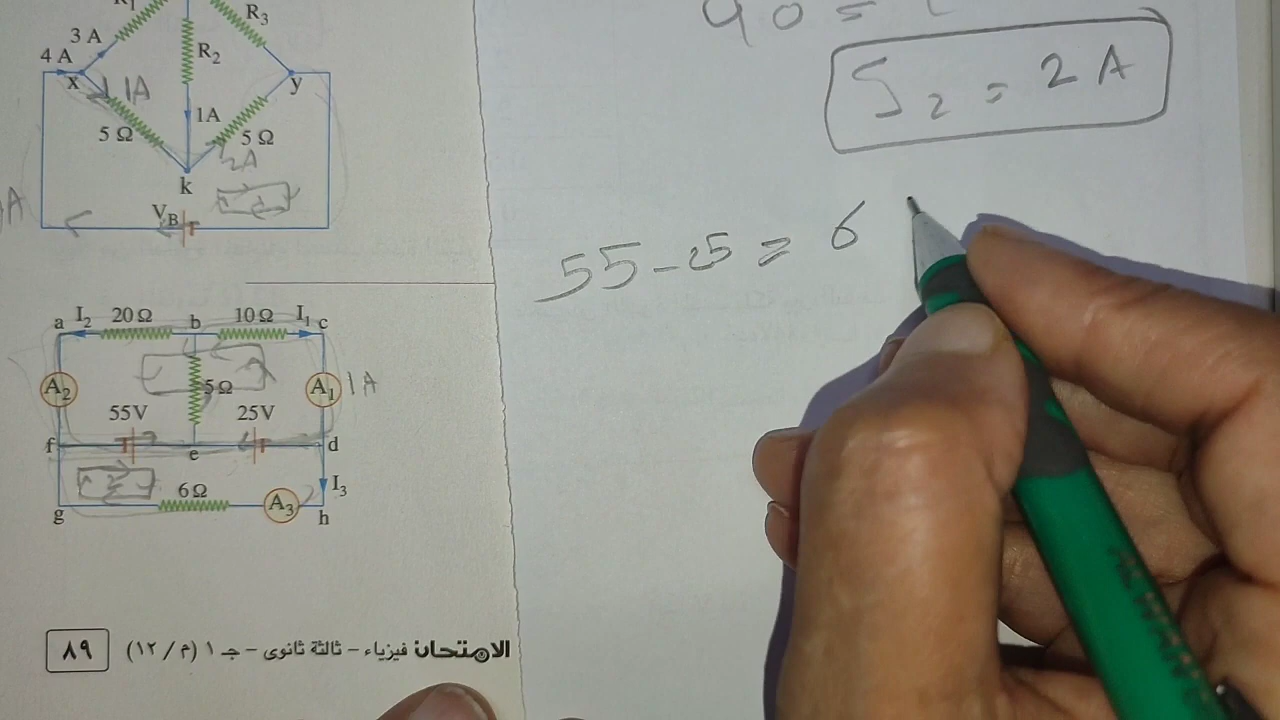 R₃
3 A
4 A
x
1A
R₂
y
1A
5 Ω
5 Ω
2A
k
V_B
a I₂ 20 Ω b 10 Ω I₁ c
A₂
5 Ω
A₁
1A
55V
25V
f
e
d
6 Ω
A₃
I₃
g
h
٨٩
الامتحان فيزياء – ثالثة ثانوى – جـ ١ (م / ١٢)
I₂ = 2 A
55 - 25 = 6